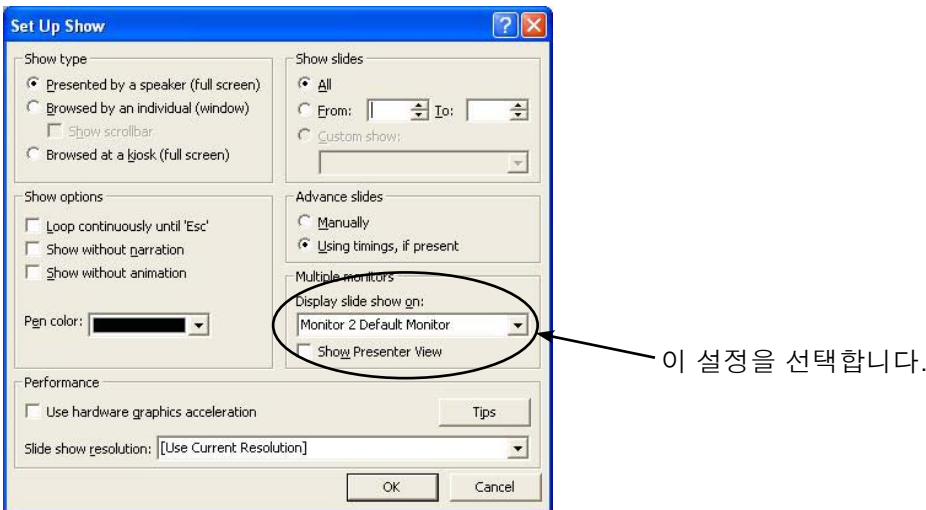 Set Up Show
Show type
Presented by a speaker (full screen)
Browsed by an individual (window)
Show scrollbar
Browsed at a kiosk (full screen)
Show slides
All
From: To:
Custom show:
Show options
Loop continuously until 'Esc'
Show without narration
Show without animation
Pen color:
Advance slides
Manually
Using timings, if present
Multiple monitors
Display slide show on:
Monitor 2 Default Monitor
Show Presenter View
이 설정을 선택합니다.
Performance
Use hardware graphics acceleration
Tips
Slide show resolution: [Use Current Resolution]
OK Cancel